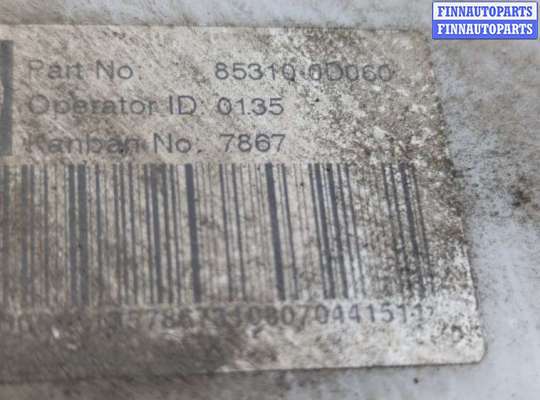 FINNAUTOPARTS
FINNAUTOPARTS
Part No: 85310-0D060
Operator ID: 0135
Kanban No. 7867